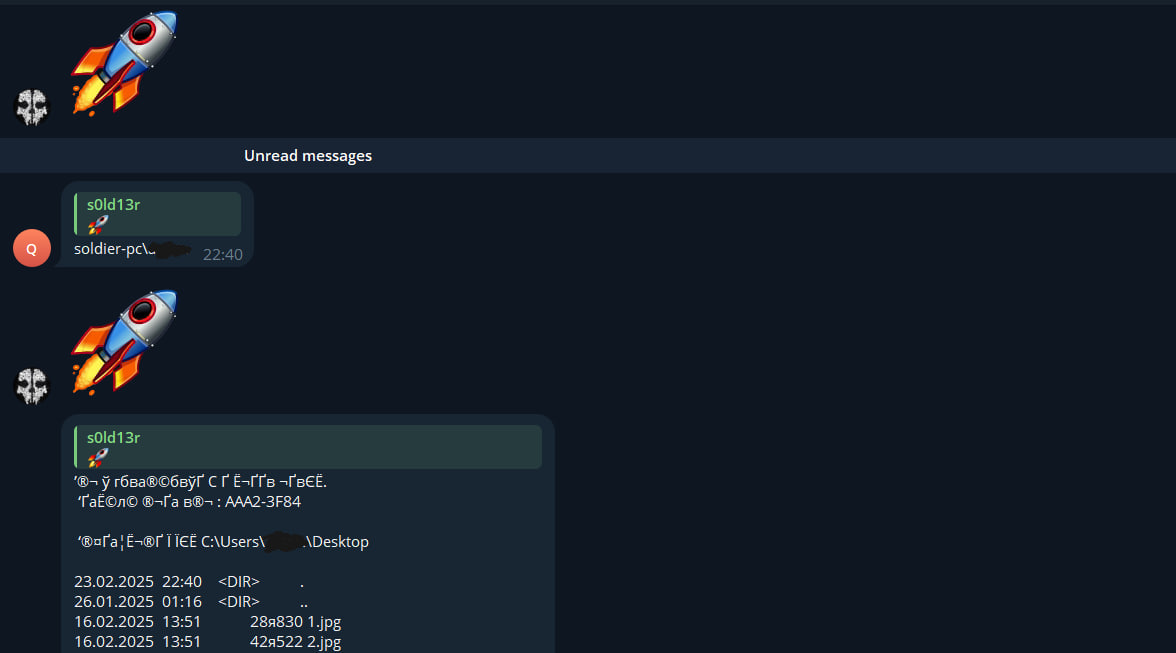 Unread messages
s0ld13r
soldier-pc\
22:40
Q
s0ld13r
'®¬ ў гбва®©бвўҐ C Ґ Ё¬ҐҐв ¬ҐвЄЁ.
‘ҐаЁ©л© ®¬Ґа в®¬ : AAA2-3F84
‘®¤Ґа¦Ё¬®Ґ Ї ЇЄЁ C:\Users\ \Desktop
23.02.2025 22:40 <DIR> .
26.01.2025 01:16 <DIR> ..
16.02.2025 13:51 28я830 1.jpg
16.02.2025 13:51 42я522 2.jpg